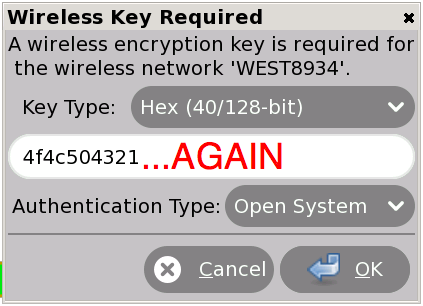 Wireless Key Required
A wireless encryption key is required for
the wireless network 'WEST8934'.
Key Type: Hex (40/128-bit)
4f4c504321...AGAIN
Authentication Type: Open System
Cancel OK